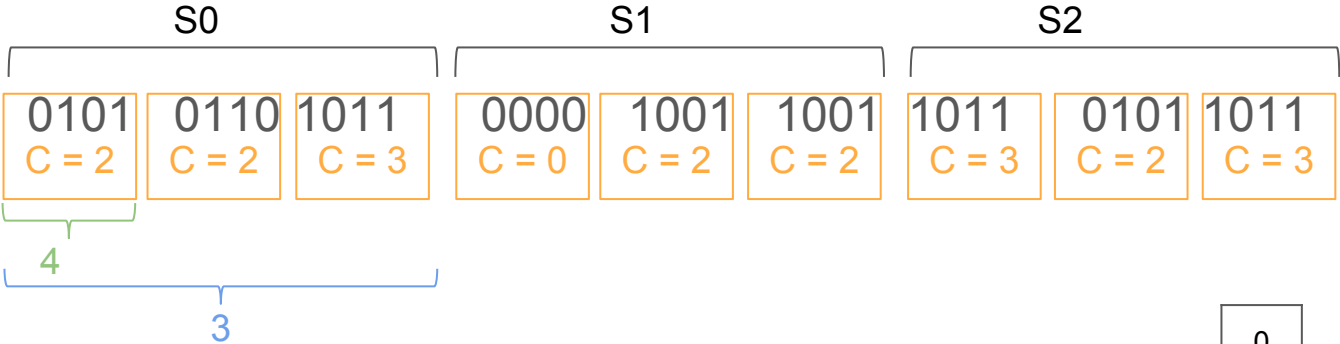 S0 S1 S2
0101 0110 1011 0000 1001 1001 1011 0101 1011
C = 2 C = 2 C = 3 C = 0 C = 2 C = 2 C = 3 C = 2 C = 3
4
3
0